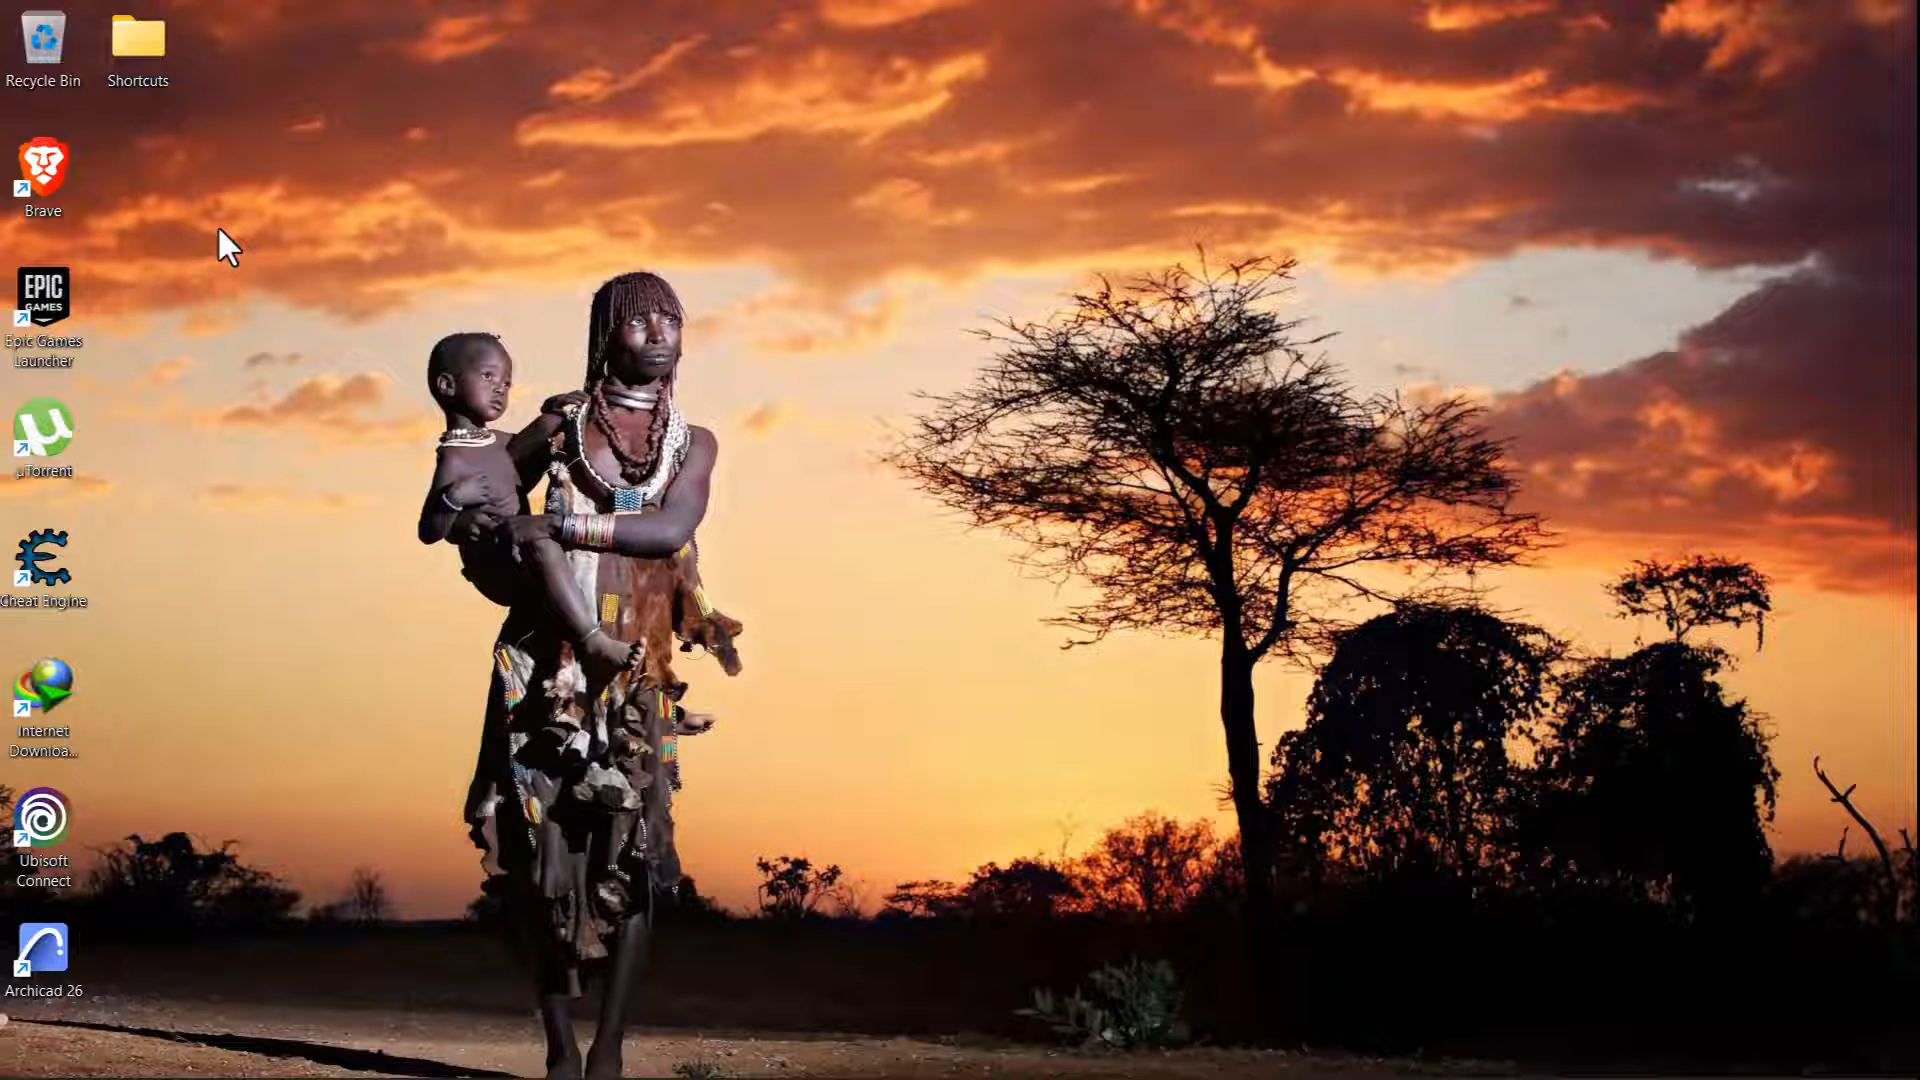 Recycle Bin
Shortcuts
Brave
EPIC
GAMES
Epic Games
Launcher
µTorrent
Cheat Engine
Internet
Downloa...
Ubisoft
Connect
Archicad 26